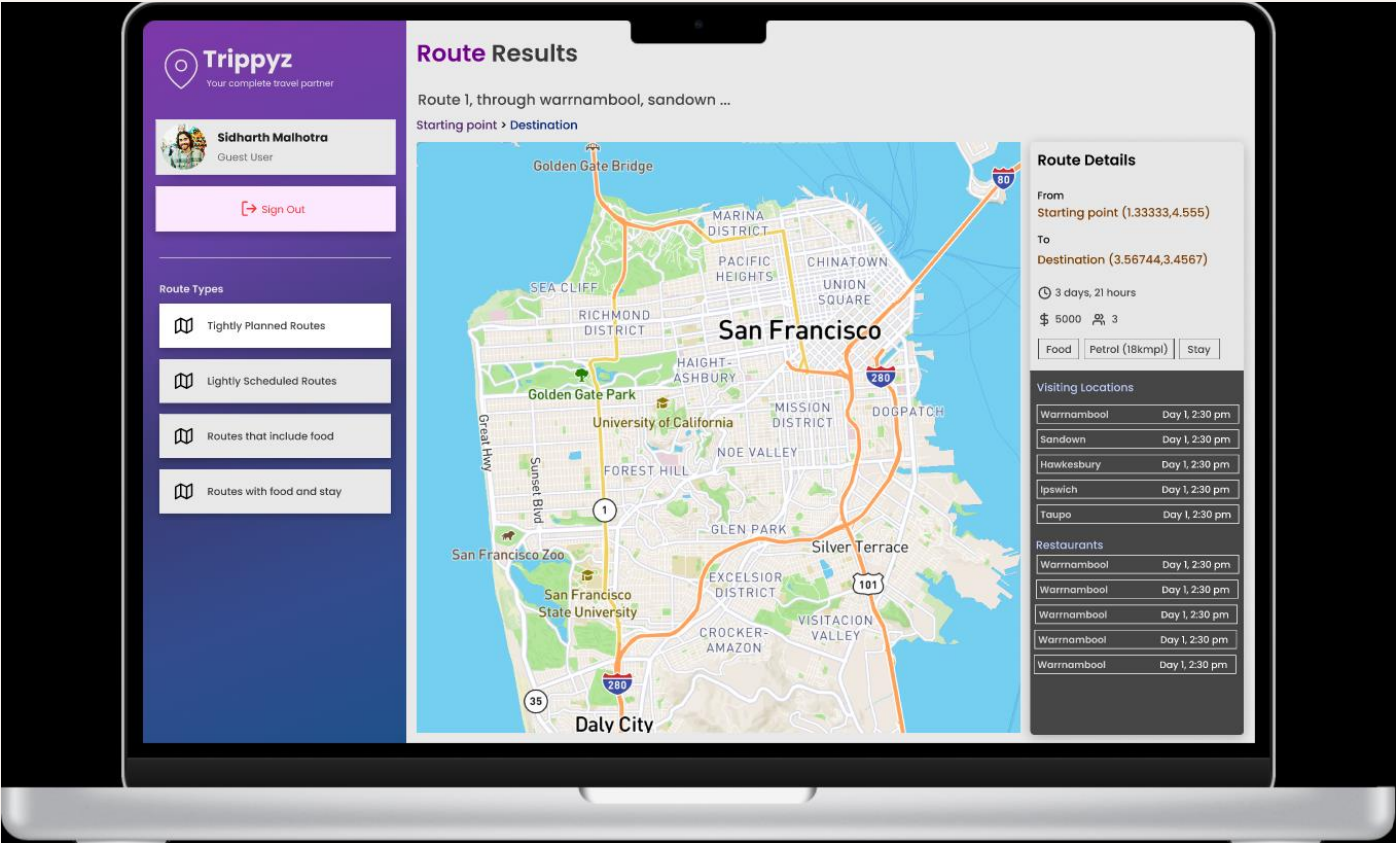 Trippyz
Your complete travel partner
Sidharth Malhotra
Guest User
Sign Out
Route Types
Tightly Planned Routes
Lightly Scheduled Routes
Routes that include food
Routes with food and stay
Route Results
Route 1, through warrnambool, sandown ...
Starting point > Destination
Golden Gate Bridge
80
MARINA
DISTRICT
PACIFIC
HEIGHTS
CHINATOWN
UNION
SQUARE
SEA CLIFF
RICHMOND
DISTRICT
San Francisco
HAIGHT-
ASHBURY
280
Golden Gate Park
University of California
MISSION
DISTRICT
DOGPATCH
Great Hwy
Sunset Blvd
NOE VALLEY
FOREST HILL
1
GLEN PARK
Silver Terrace
San Francisco Zoo
EXCELSIOR
DISTRICT
101
San Francisco
State University
VISITACION
VALLEY
CROCKER-
AMAZON
280
35
Daly City
Route Details
From
Starting point (1.33333,4.555)
To
Destination (3.56744,3.4567)
3 days, 21 hours
$ 5000 3
Food Petrol (18kmpl) Stay
Visiting Locations
Warrnambool Day 1, 2:30 pm
Sandown Day 1, 2:30 pm
Hawkesbury Day 1, 2:30 pm
Ipswich Day 1, 2:30 pm
Taupo Day 1, 2:30 pm
Restaurants
Warrnambool Day 1, 2:30 pm
Warrnambool Day 1, 2:30 pm
Warrnambool Day 1, 2:30 pm
Warrnambool Day 1, 2:30 pm
Warrnambool Day 1, 2:30 pm